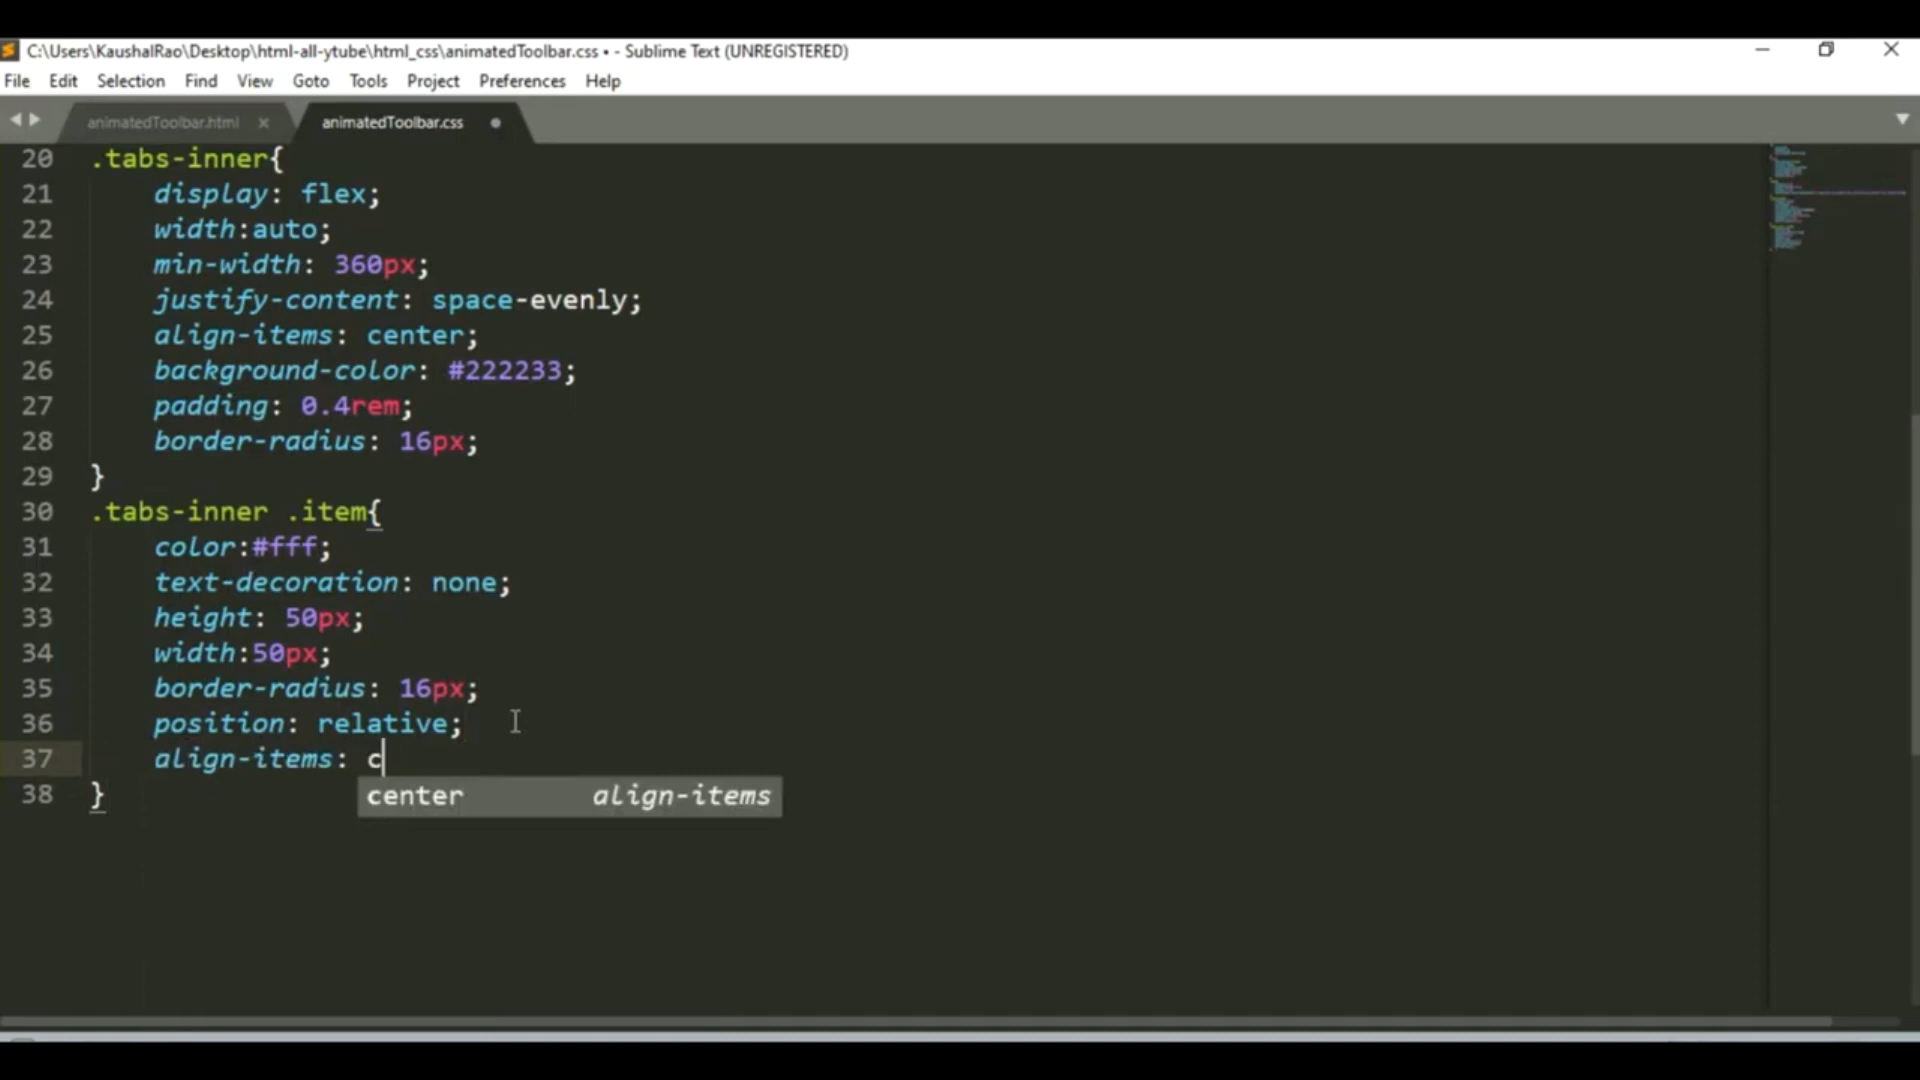 C:\Users\KaushalRao\Desktop\html-all-ytube\html_css\animatedToolbar.css • - Sublime Text (UNREGISTERED)
File Edit Selection Find View Goto Tools Project Preferences Help
animatedToolbar.html × animatedToolbar.css
20 .tabs-inner{
21 display: flex;
22 width:auto;
23 min-width: 360px;
24 justify-content: space-evenly;
25 align-items: center;
26 background-color: #222233;
27 padding: 0.4rem;
28 border-radius: 16px;
29 }
30 .tabs-inner .item{
31 color:#fff;
32 text-decoration: none;
33 height: 50px;
34 width:50px;
35 border-radius: 16px;
36 position: relative;
37 align-items: c
center align-items
38 }